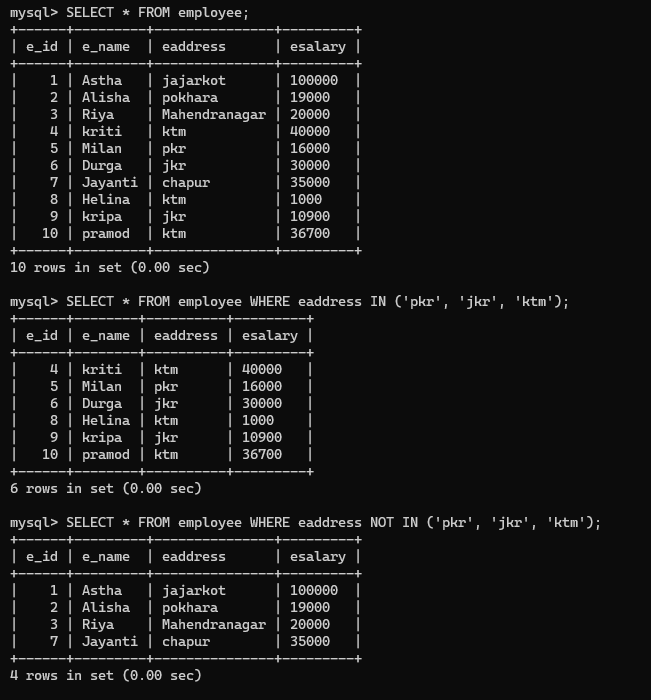 mysql> SELECT * FROM employee;
+------+---------+---------------+---------+
| e_id | e_name  | eaddress      | esalary |
+------+---------+---------------+---------+
|    1 | Astha   | jajarkot      | 100000  |
|    2 | Alisha  | pokhara       | 19000   |
|    3 | Riya    | Mahendranagar | 20000   |
|    4 | kriti   | ktm           | 40000   |
|    5 | Milan   | pkr           | 16000   |
|    6 | Durga   | jkr           | 30000   |
|    7 | Jayanti | chapur        | 35000   |
|    8 | Helina  | ktm           | 1000    |
|    9 | kripa   | jkr           | 10900   |
|   10 | pramod  | ktm           | 36700   |
+------+---------+---------------+---------+
10 rows in set (0.00 sec)

mysql> SELECT * FROM employee WHERE eaddress IN ('pkr', 'jkr', 'ktm');
+------+--------+----------+---------+
| e_id | e_name | eaddress | esalary |
+------+--------+----------+---------+
|    4 | kriti  | ktm      | 40000   |
|    5 | Milan  | pkr      | 16000   |
|    6 | Durga  | jkr      | 30000   |
|    8 | Helina | ktm      | 1000    |
|    9 | kripa  | jkr      | 10900   |
|   10 | pramod | ktm      | 36700   |
+------+--------+----------+---------+
6 rows in set (0.00 sec)

mysql> SELECT * FROM employee WHERE eaddress NOT IN ('pkr', 'jkr', 'ktm');
+------+---------+---------------+---------+
| e_id | e_name  | eaddress      | esalary |
+------+---------+---------------+---------+
|    1 | Astha   | jajarkot      | 100000  |
|    2 | Alisha  | pokhara       | 19000   |
|    3 | Riya    | Mahendranagar | 20000   |
|    7 | Jayanti | chapur        | 35000   |
+------+---------+---------------+---------+
4 rows in set (0.00 sec)